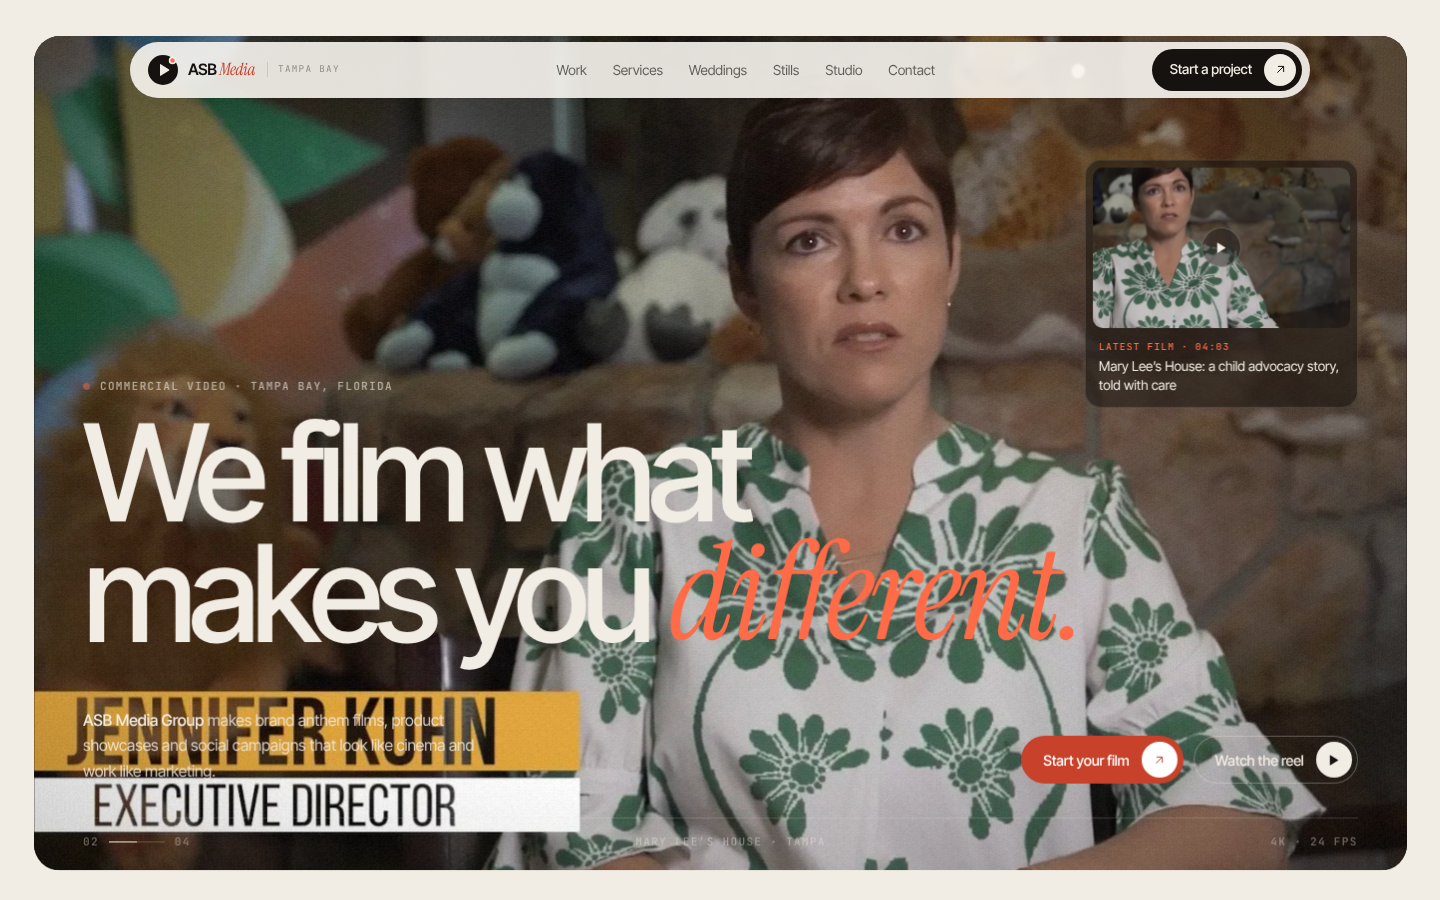 ASB Media
TAMPA BAY
Work
Services
Weddings
Stills
Studio
Contact
Start a project
LATEST FILM · 04:03
Mary Lee's House: a child advocacy story,
told with care
COMMERCIAL VIDEO · TAMPA BAY, FLORIDA
We film what
makes you different.
JENNIFER KUHN
EXECUTIVE DIRECTOR
ASB Media Group makes brand anthem films, product
showcases and social campaigns that look like cinema and
work like marketing.
Start your film
Watch the reel
02
04
MARY LEE'S HOUSE · TAMPA
4K · 24 FPS